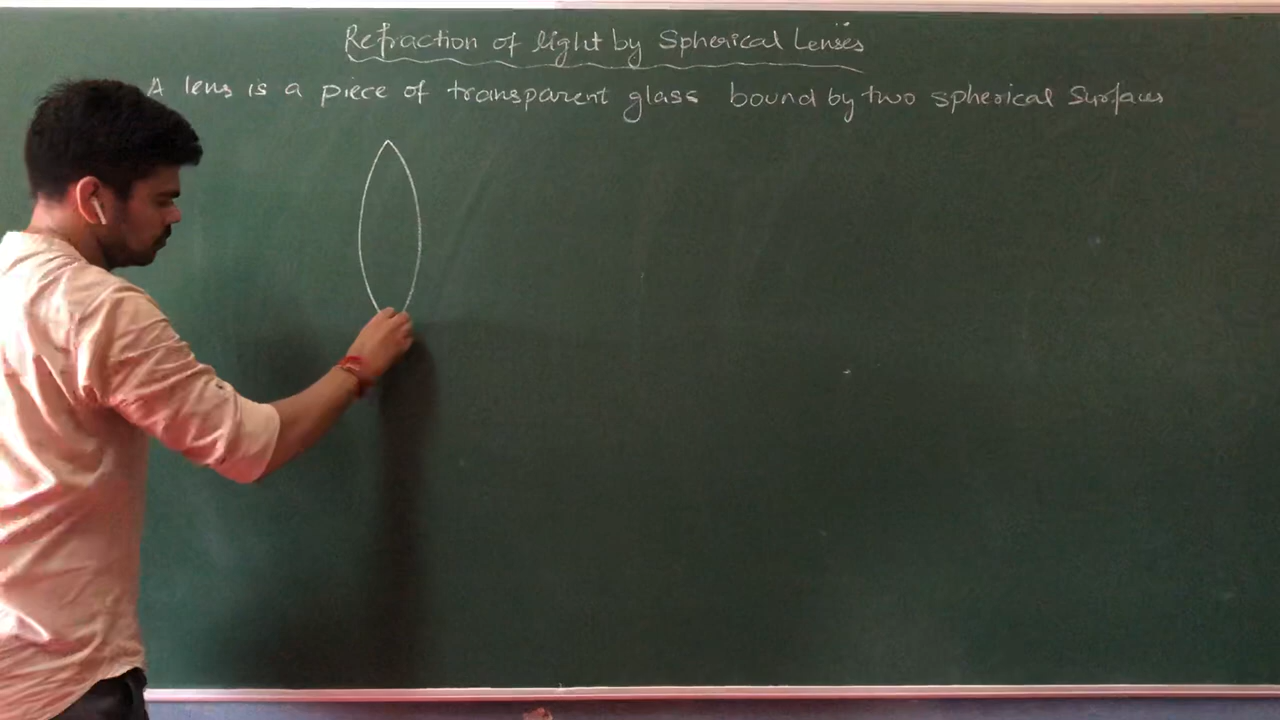 Refraction of light by Spherical Lenses
A lens is a piece of transparent glass bound by two spherical Surfaces